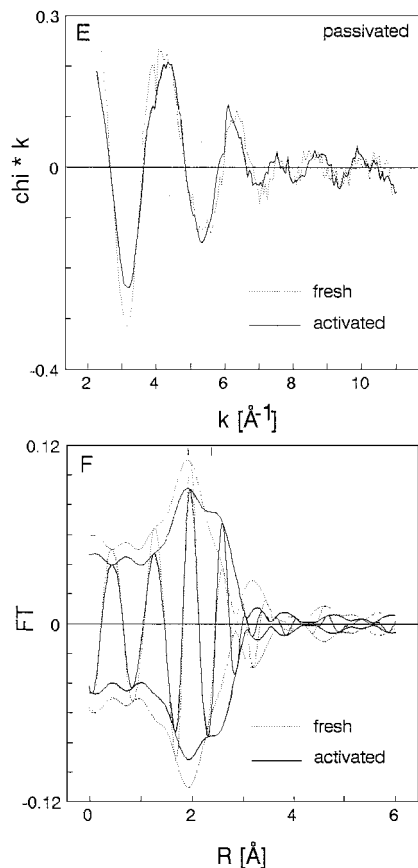 0.3
E
passivated
chi * k
0
fresh
activated
-0.4
2 4 6 8 10
k [Å-1]
0.12
F
FT
0
fresh
activated
-0.12
0 2 4 6
R [Å]